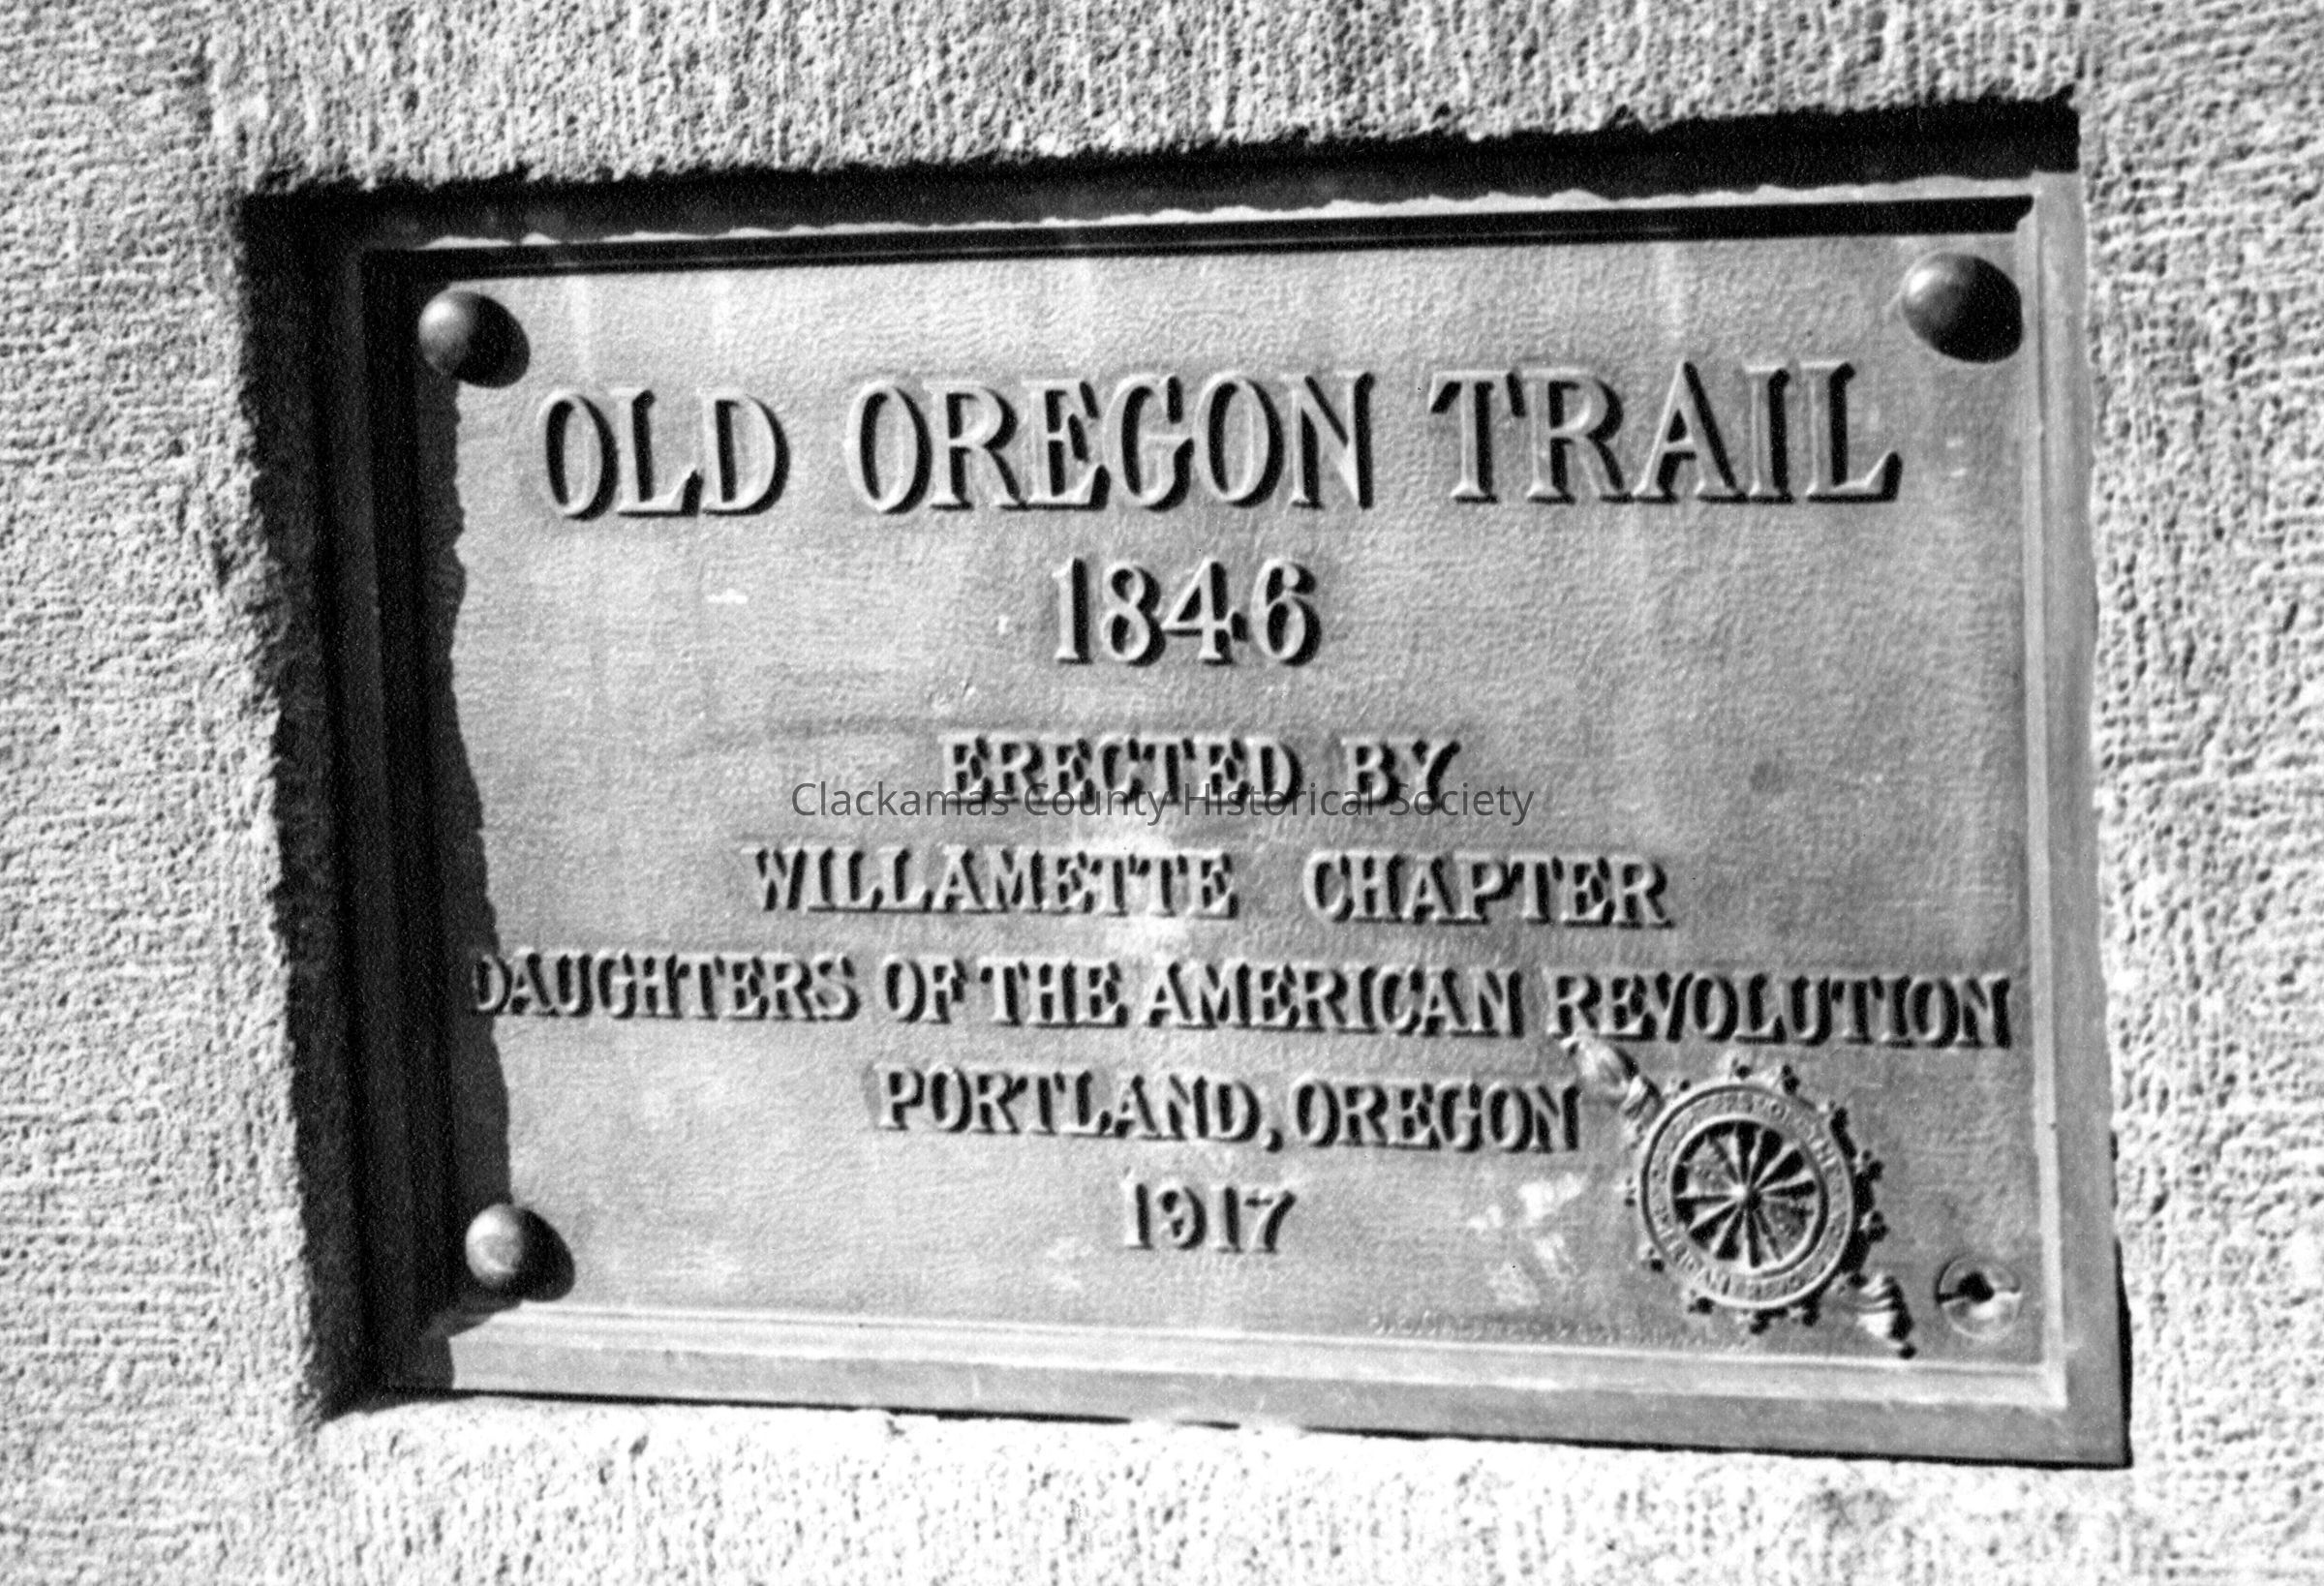 OLD OREGON TRAIL
1846
ERECTED BY
Clackamas County Historical Society
WILLAMETTE CHAPTER
DAUGHTERS OF THE AMERICAN REVOLUTION
PORTLAND, OREGON
1917